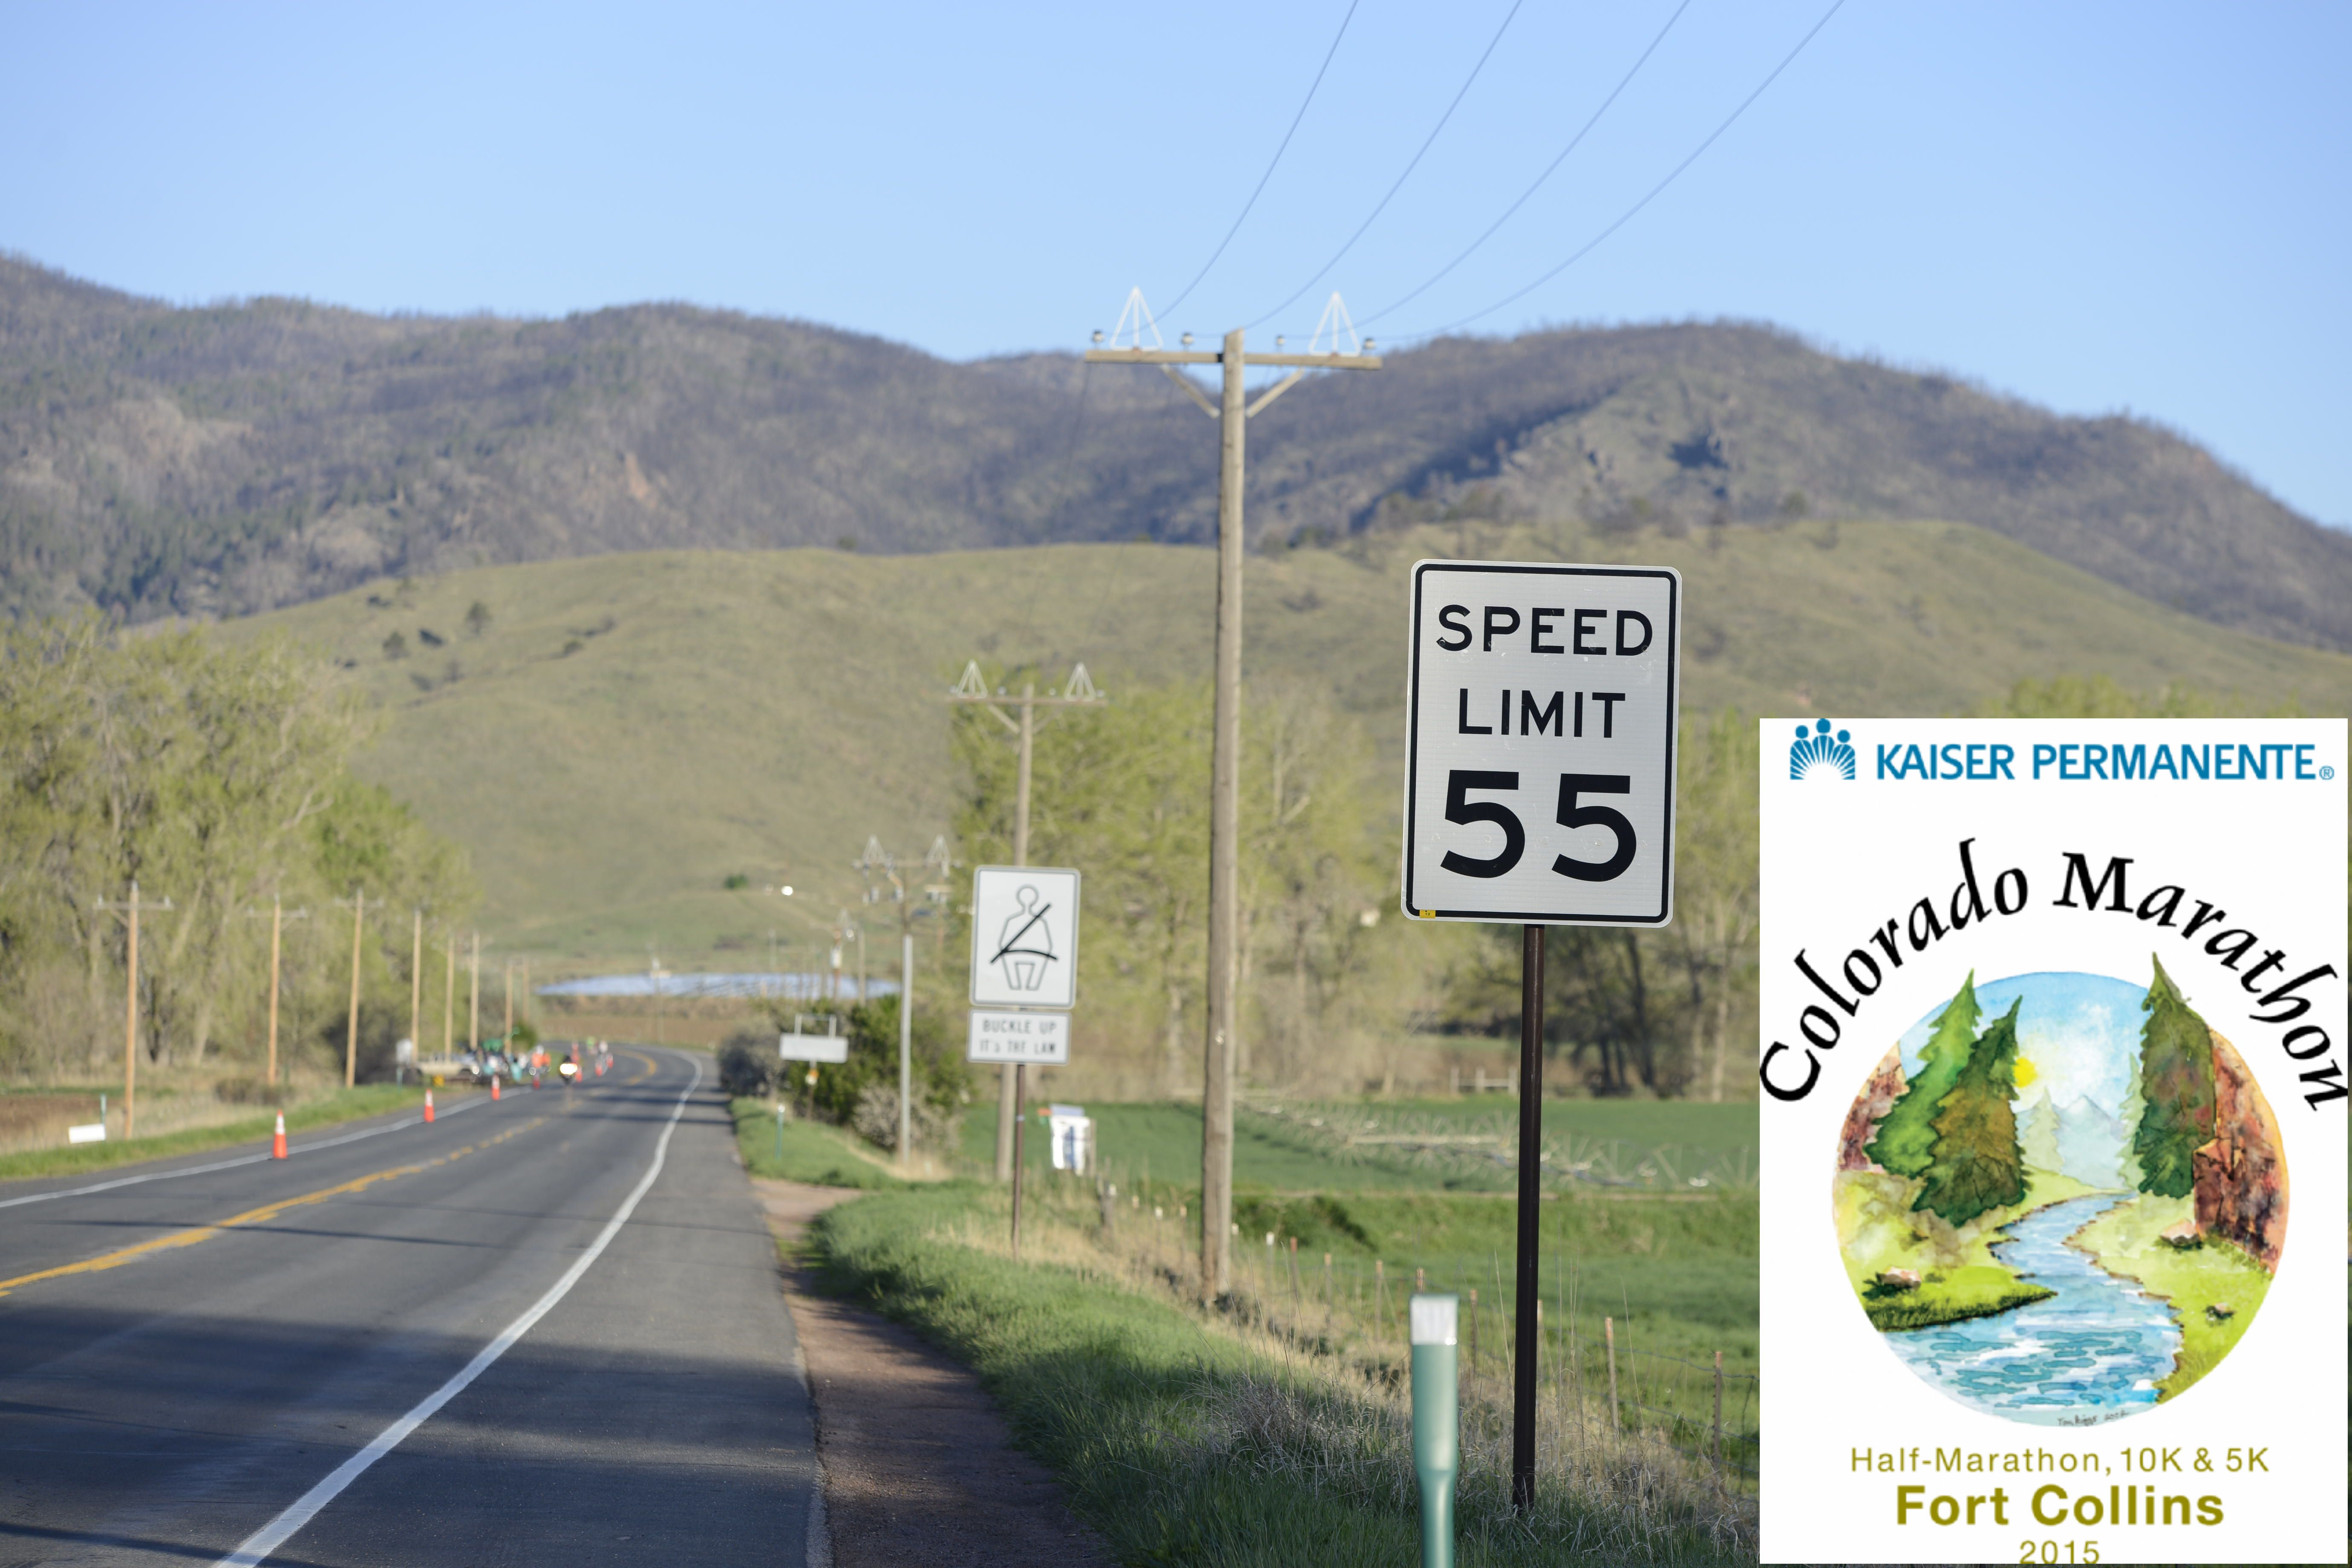 SPEED
LIMIT
55
BUCKLE UP
IT'S THE LAW
KAISER PERMANENTE®
Colorado Marathon
Half-Marathon, 10K & 5K
Fort Collins
2015